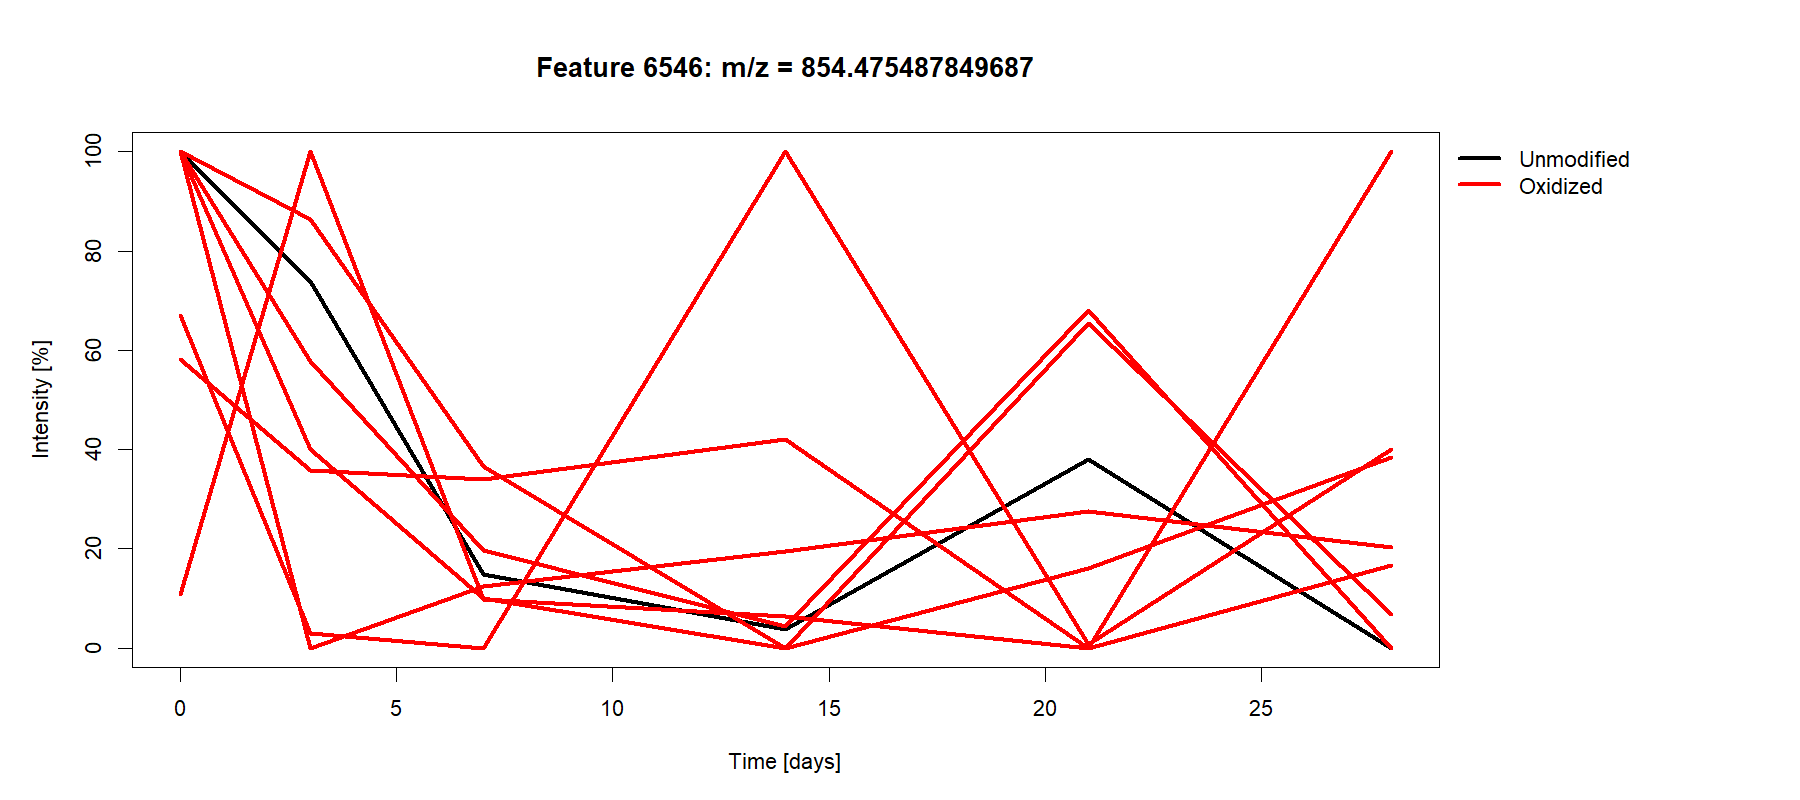 Feature 6546: m/z = 854.475487849687
Unmodified
Oxidized
Intensity [%]
100
80
60
40
20
0
0 5 10 15 20 25
Time [days]